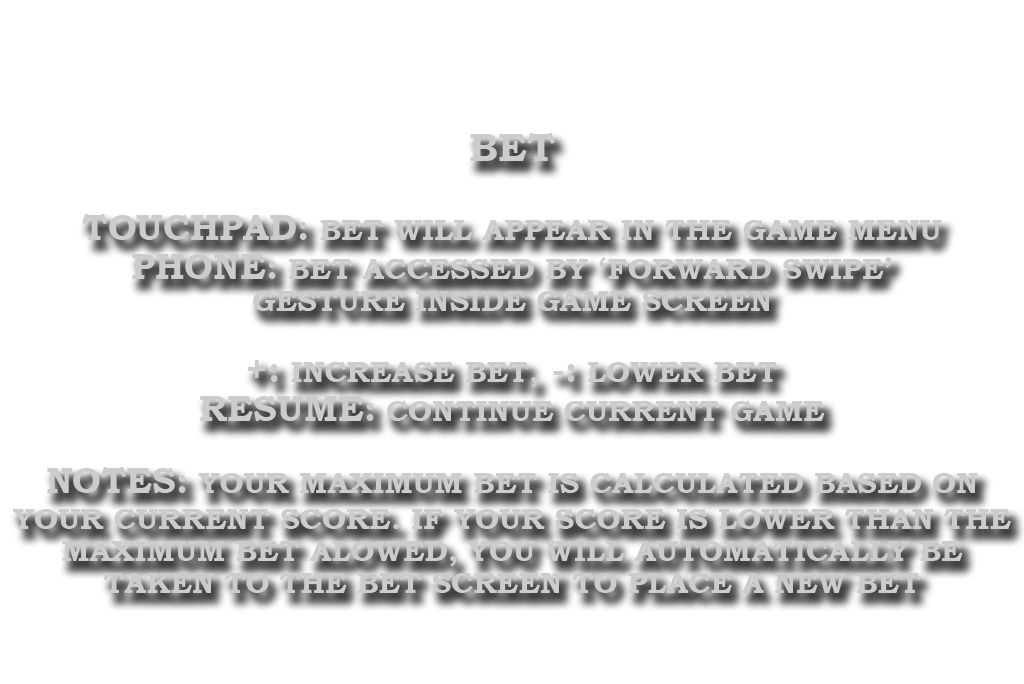 BET
TOUCHPAD: BET WILL APPEAR IN THE GAME MENU
PHONE: BET ACCESSED BY ‘FORWARD SWIPE’
GESTURE INSIDE GAME SCREEN
+: INCREASE BET, -: LOWER BET
RESUME: CONTINUE CURRENT GAME
NOTES: YOUR MAXIMUM BET IS CALCULATED BASED ON
YOUR CURRENT SCORE. IF YOUR SCORE IS LOWER THAN THE
MAXIMUM BET ALOWED, YOU WILL AUTOMATICALLY BE
TAKEN TO THE BET SCREEN TO PLACE A NEW BET